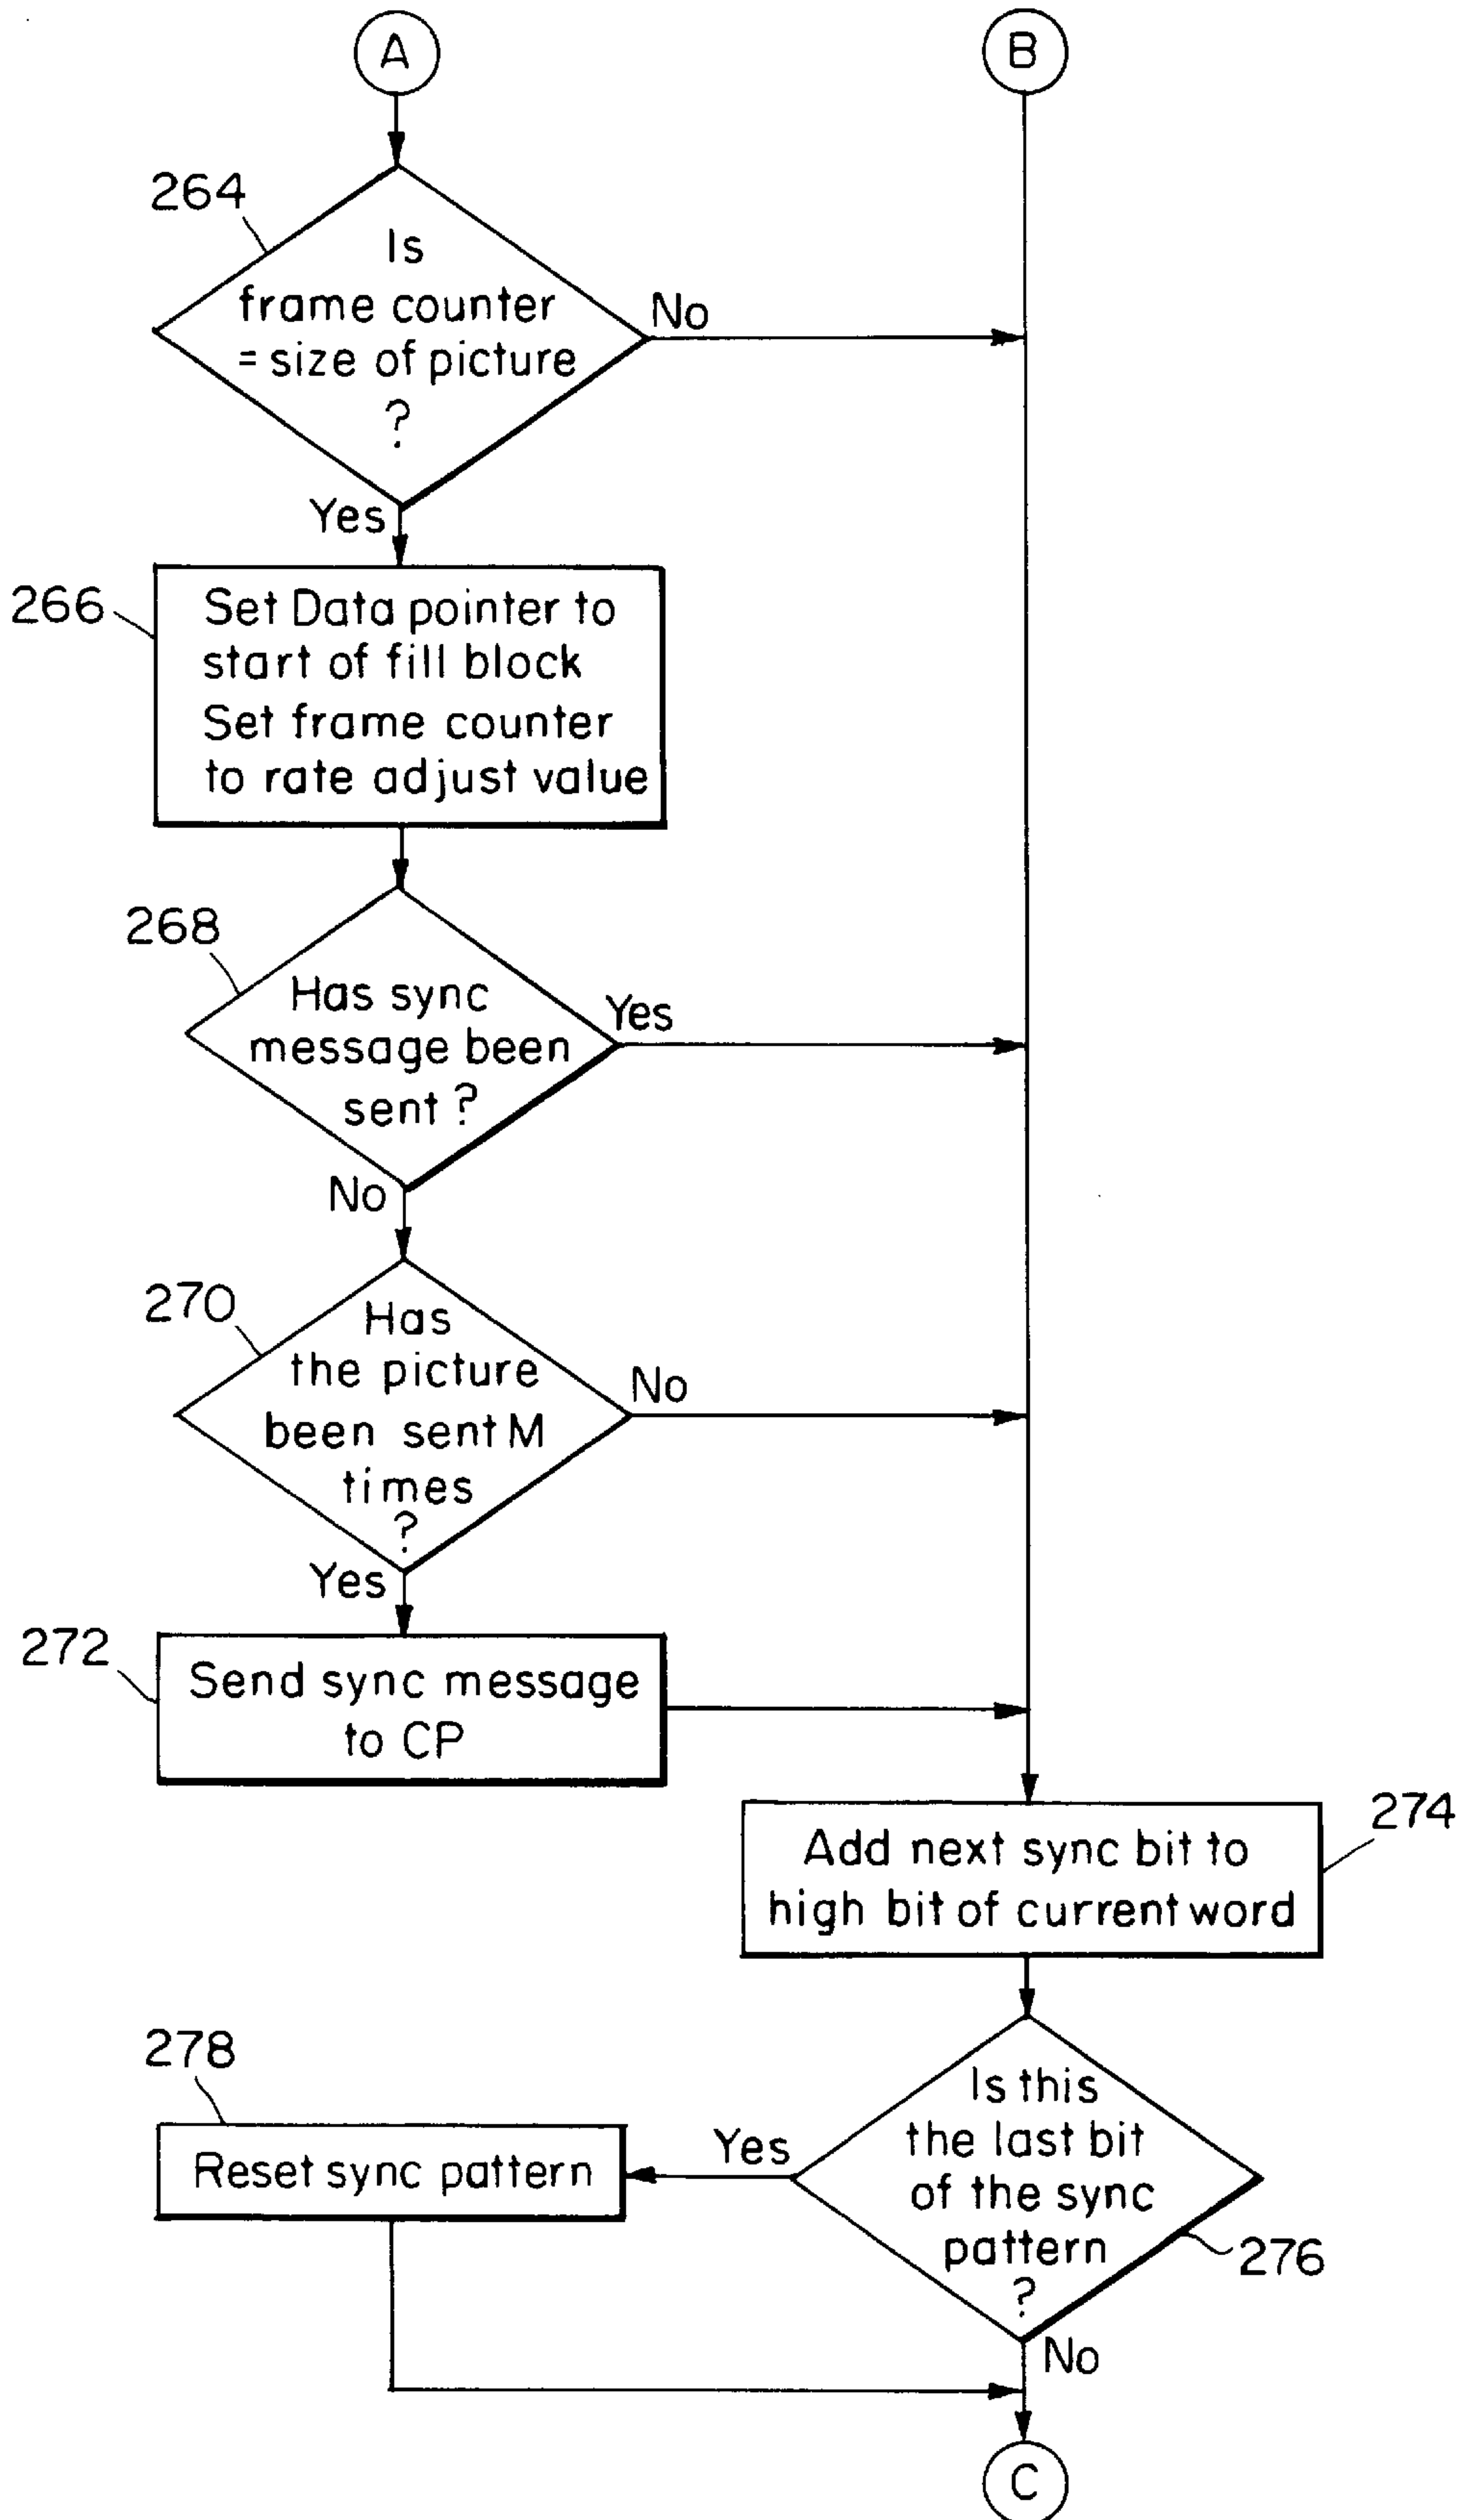 A
B
264
Is
frame counter
= size of picture
?
No
Yes
266
Set Data pointer to
start of fill block
Set frame counter
to rate adjust value
268
Has sync
message been
sent ?
Yes
No
270
Has
the picture
been sent M
times
?
No
Yes
272
Send sync message
to CP
274
Add next sync bit to
high bit of current word
278
Reset sync pattern
Yes
Is this
the last bit
of the sync
pattern
?
276
No
C